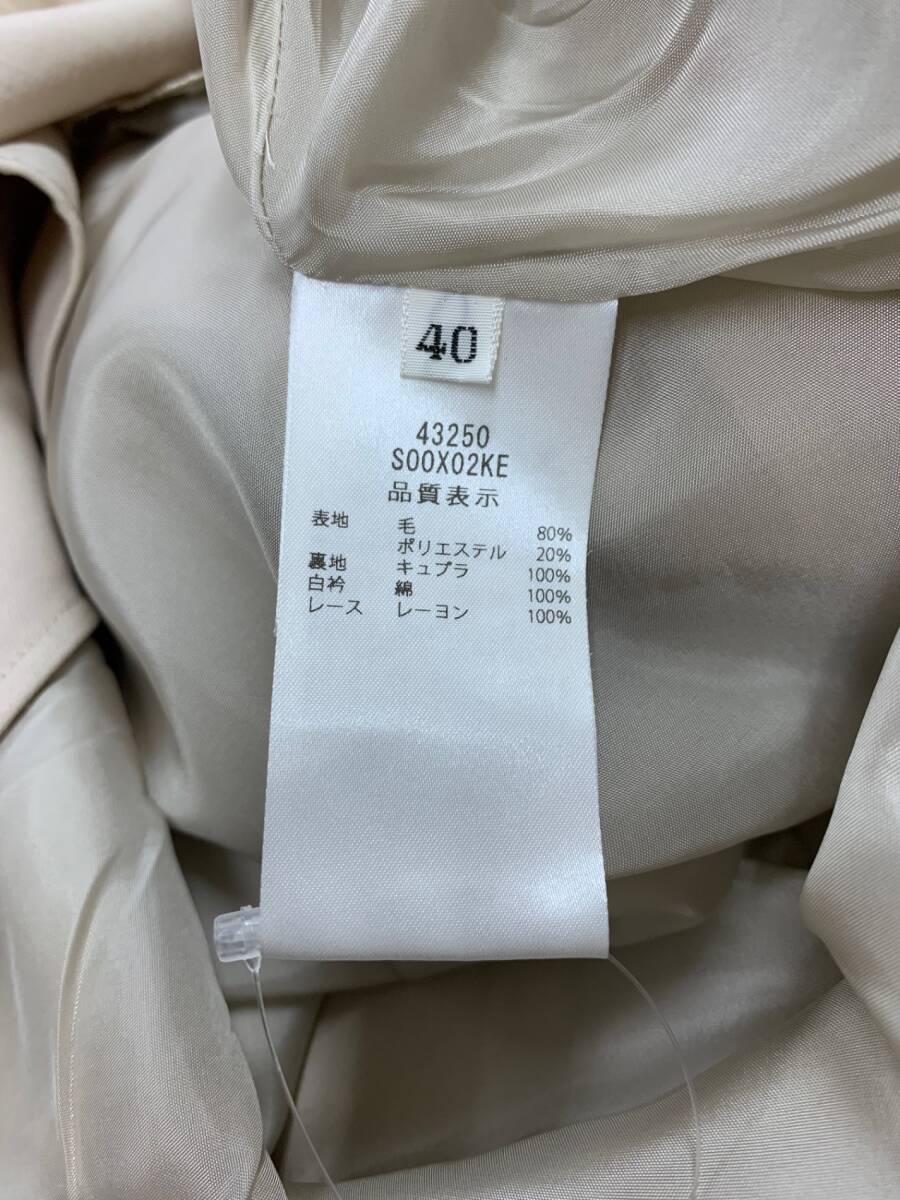 40
43250
S00X02KE
品質表示
表地 毛 80%
ポリエステル 20%
裏地 キュプラ 100%
白衿 綿 100%
レース レーヨン 100%